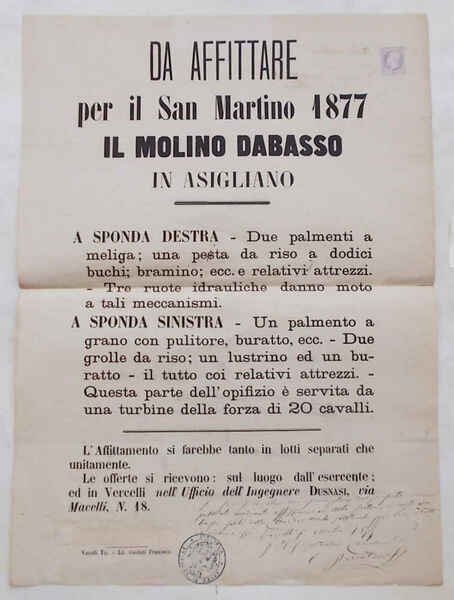 DA AFFITTARE
per il San Martino 1877
IL MOLINO DABASSO
IN ASIGLIANO
A SPONDA DESTRA - Due palmenti a
meliga; una pesta da riso a dodici
buchi; bramino; ecc. e relativi attrezzi.
- Tre ruote idrauliche danno moto
a tali meccanismi.
A SPONDA SINISTRA - Un palmento a
grano con pulitore, buratto, ecc. - Due
grolle da riso; un lustrino ed un bu-
ratto - il tutto coi relativi attrezzi. -
Questa parte dell'opifizio è servita da
una turbine della forza di 20 cavalli.
L'Affittamento si farebbe tanto in lotti separati che
unitamente.
Le offerte si ricevono: sul luogo dall'esercente;
ed in Vercelli nell'Ufficio dell'Ingegnere DUSNASI, via
Macelli, N. 18.
Vercelli Tip.